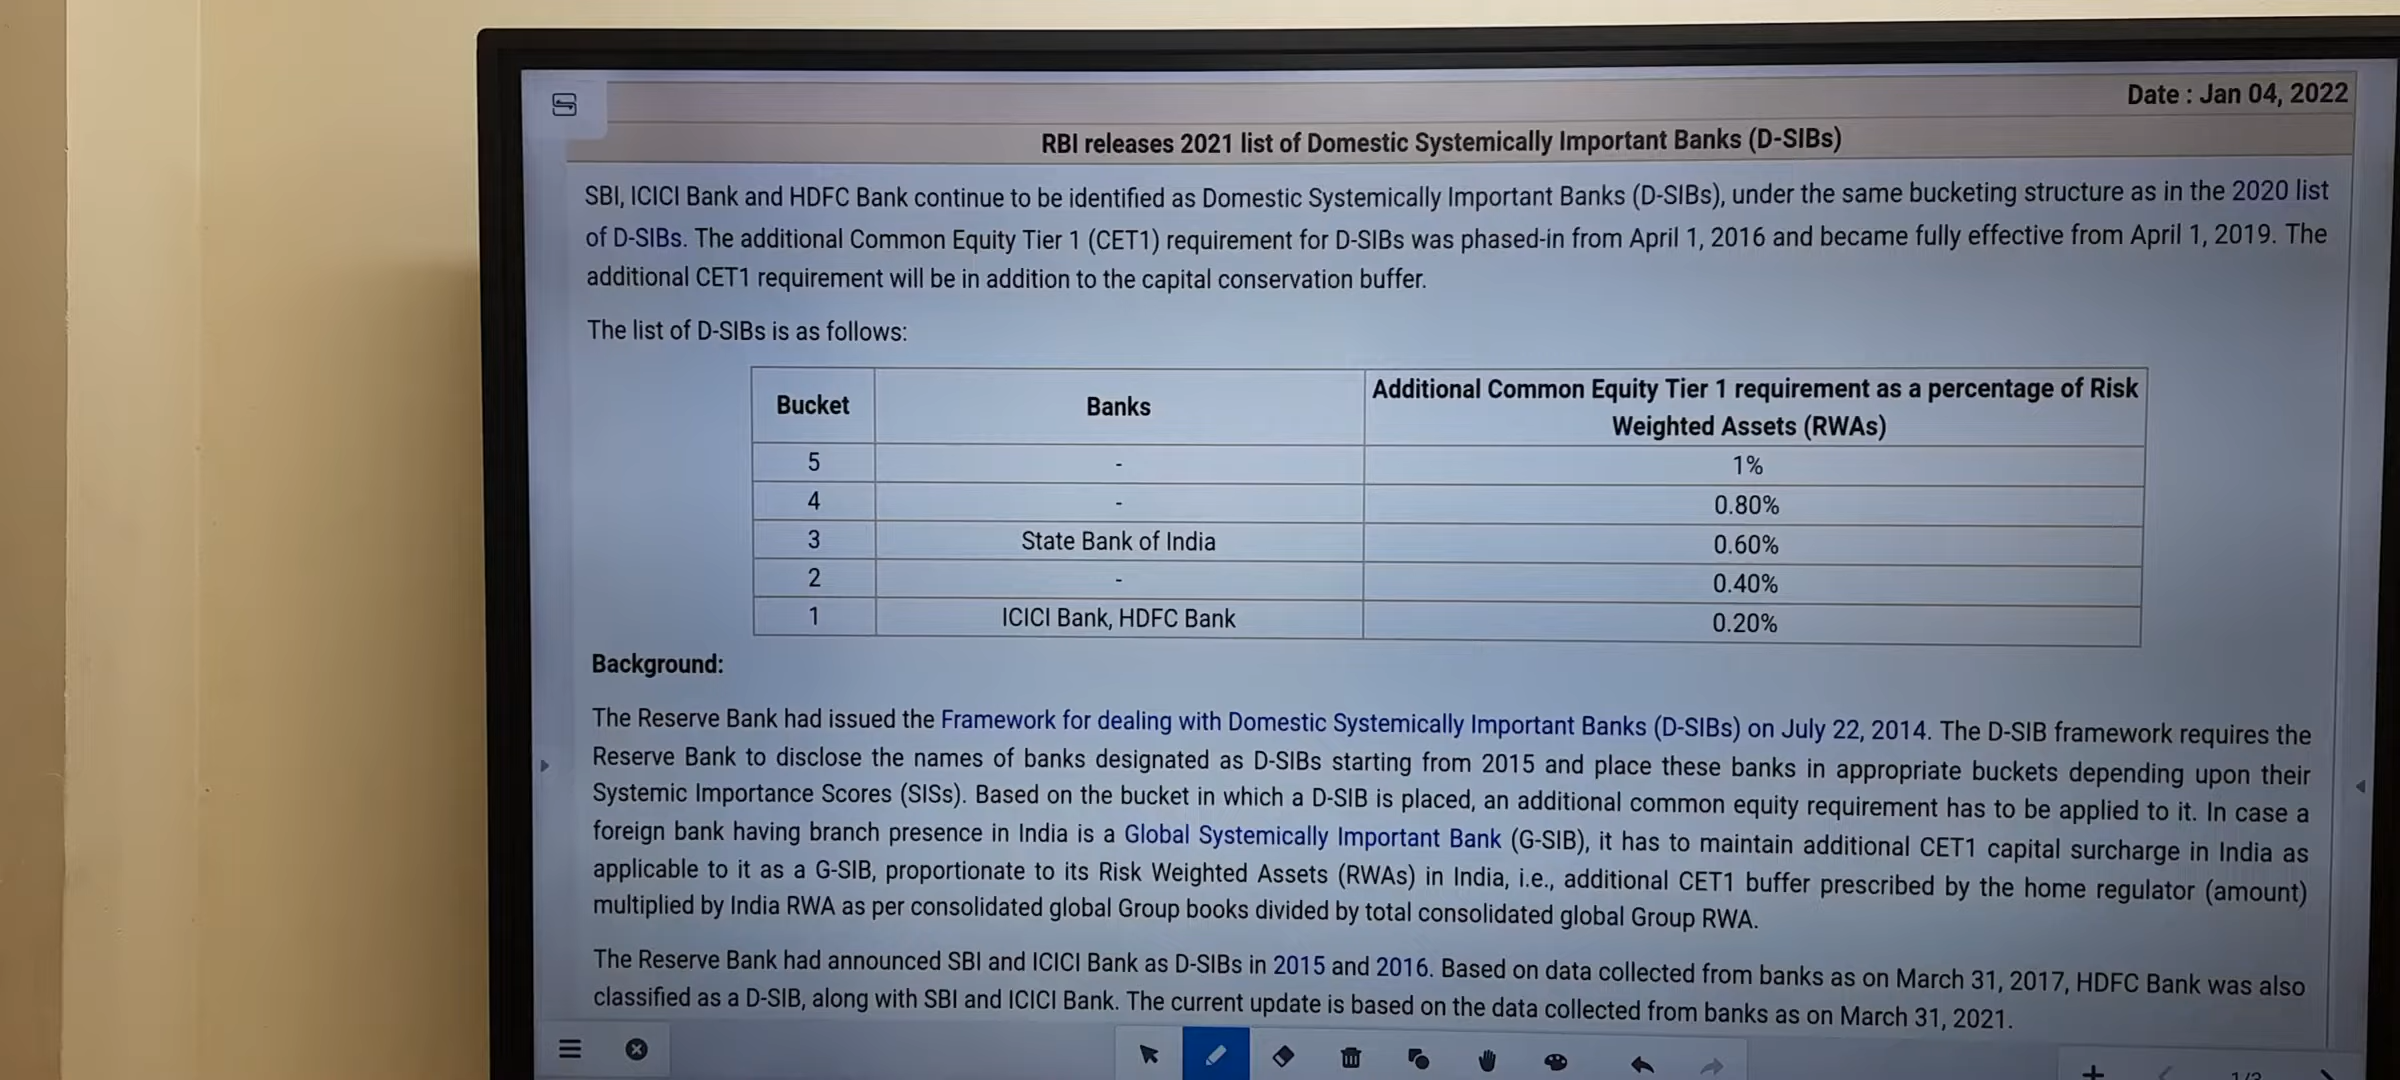 Date : Jan 04, 2022
RBI releases 2021 list of Domestic Systemically Important Banks (D-SIBs)
SBI, ICICI Bank and HDFC Bank continue to be identified as Domestic Systemically Important Banks (D-SIBs), under the same bucketing structure as in the 2020 list
of D-SIBs. The additional Common Equity Tier 1 (CET1) requirement for D-SIBs was phased-in from April 1, 2016 and became fully effective from April 1, 2019. The
additional CET1 requirement will be in addition to the capital conservation buffer.
The list of D-SIBs is as follows:
Bucket Banks Additional Common Equity Tier 1 requirement as a percentage of Risk
Weighted Assets (RWAs)
5 - 1%
4 - 0.80%
3 State Bank of India 0.60%
2 - 0.40%
1 ICICI Bank, HDFC Bank 0.20%
Background:
The Reserve Bank had issued the Framework for dealing with Domestic Systemically Important Banks (D-SIBs) on July 22, 2014. The D-SIB framework requires the
Reserve Bank to disclose the names of banks designated as D-SIBs starting from 2015 and place these banks in appropriate buckets depending upon their
Systemic Importance Scores (SISs). Based on the bucket in which a D-SIB is placed, an additional common equity requirement has to be applied to it. In case a
foreign bank having branch presence in India is a Global Systemically Important Bank (G-SIB), it has to maintain additional CET1 capital surcharge in India as
applicable to it as a G-SIB, proportionate to its Risk Weighted Assets (RWAs) in India, i.e., additional CET1 buffer prescribed by the home regulator (amount)
multiplied by India RWA as per consolidated global Group books divided by total consolidated global Group RWA.
The Reserve Bank had announced SBI and ICICI Bank as D-SIBs in 2015 and 2016. Based on data collected from banks as on March 31, 2017, HDFC Bank was also
classified as a D-SIB, along with SBI and ICICI Bank. The current update is based on the data collected from banks as on March 31, 2021.